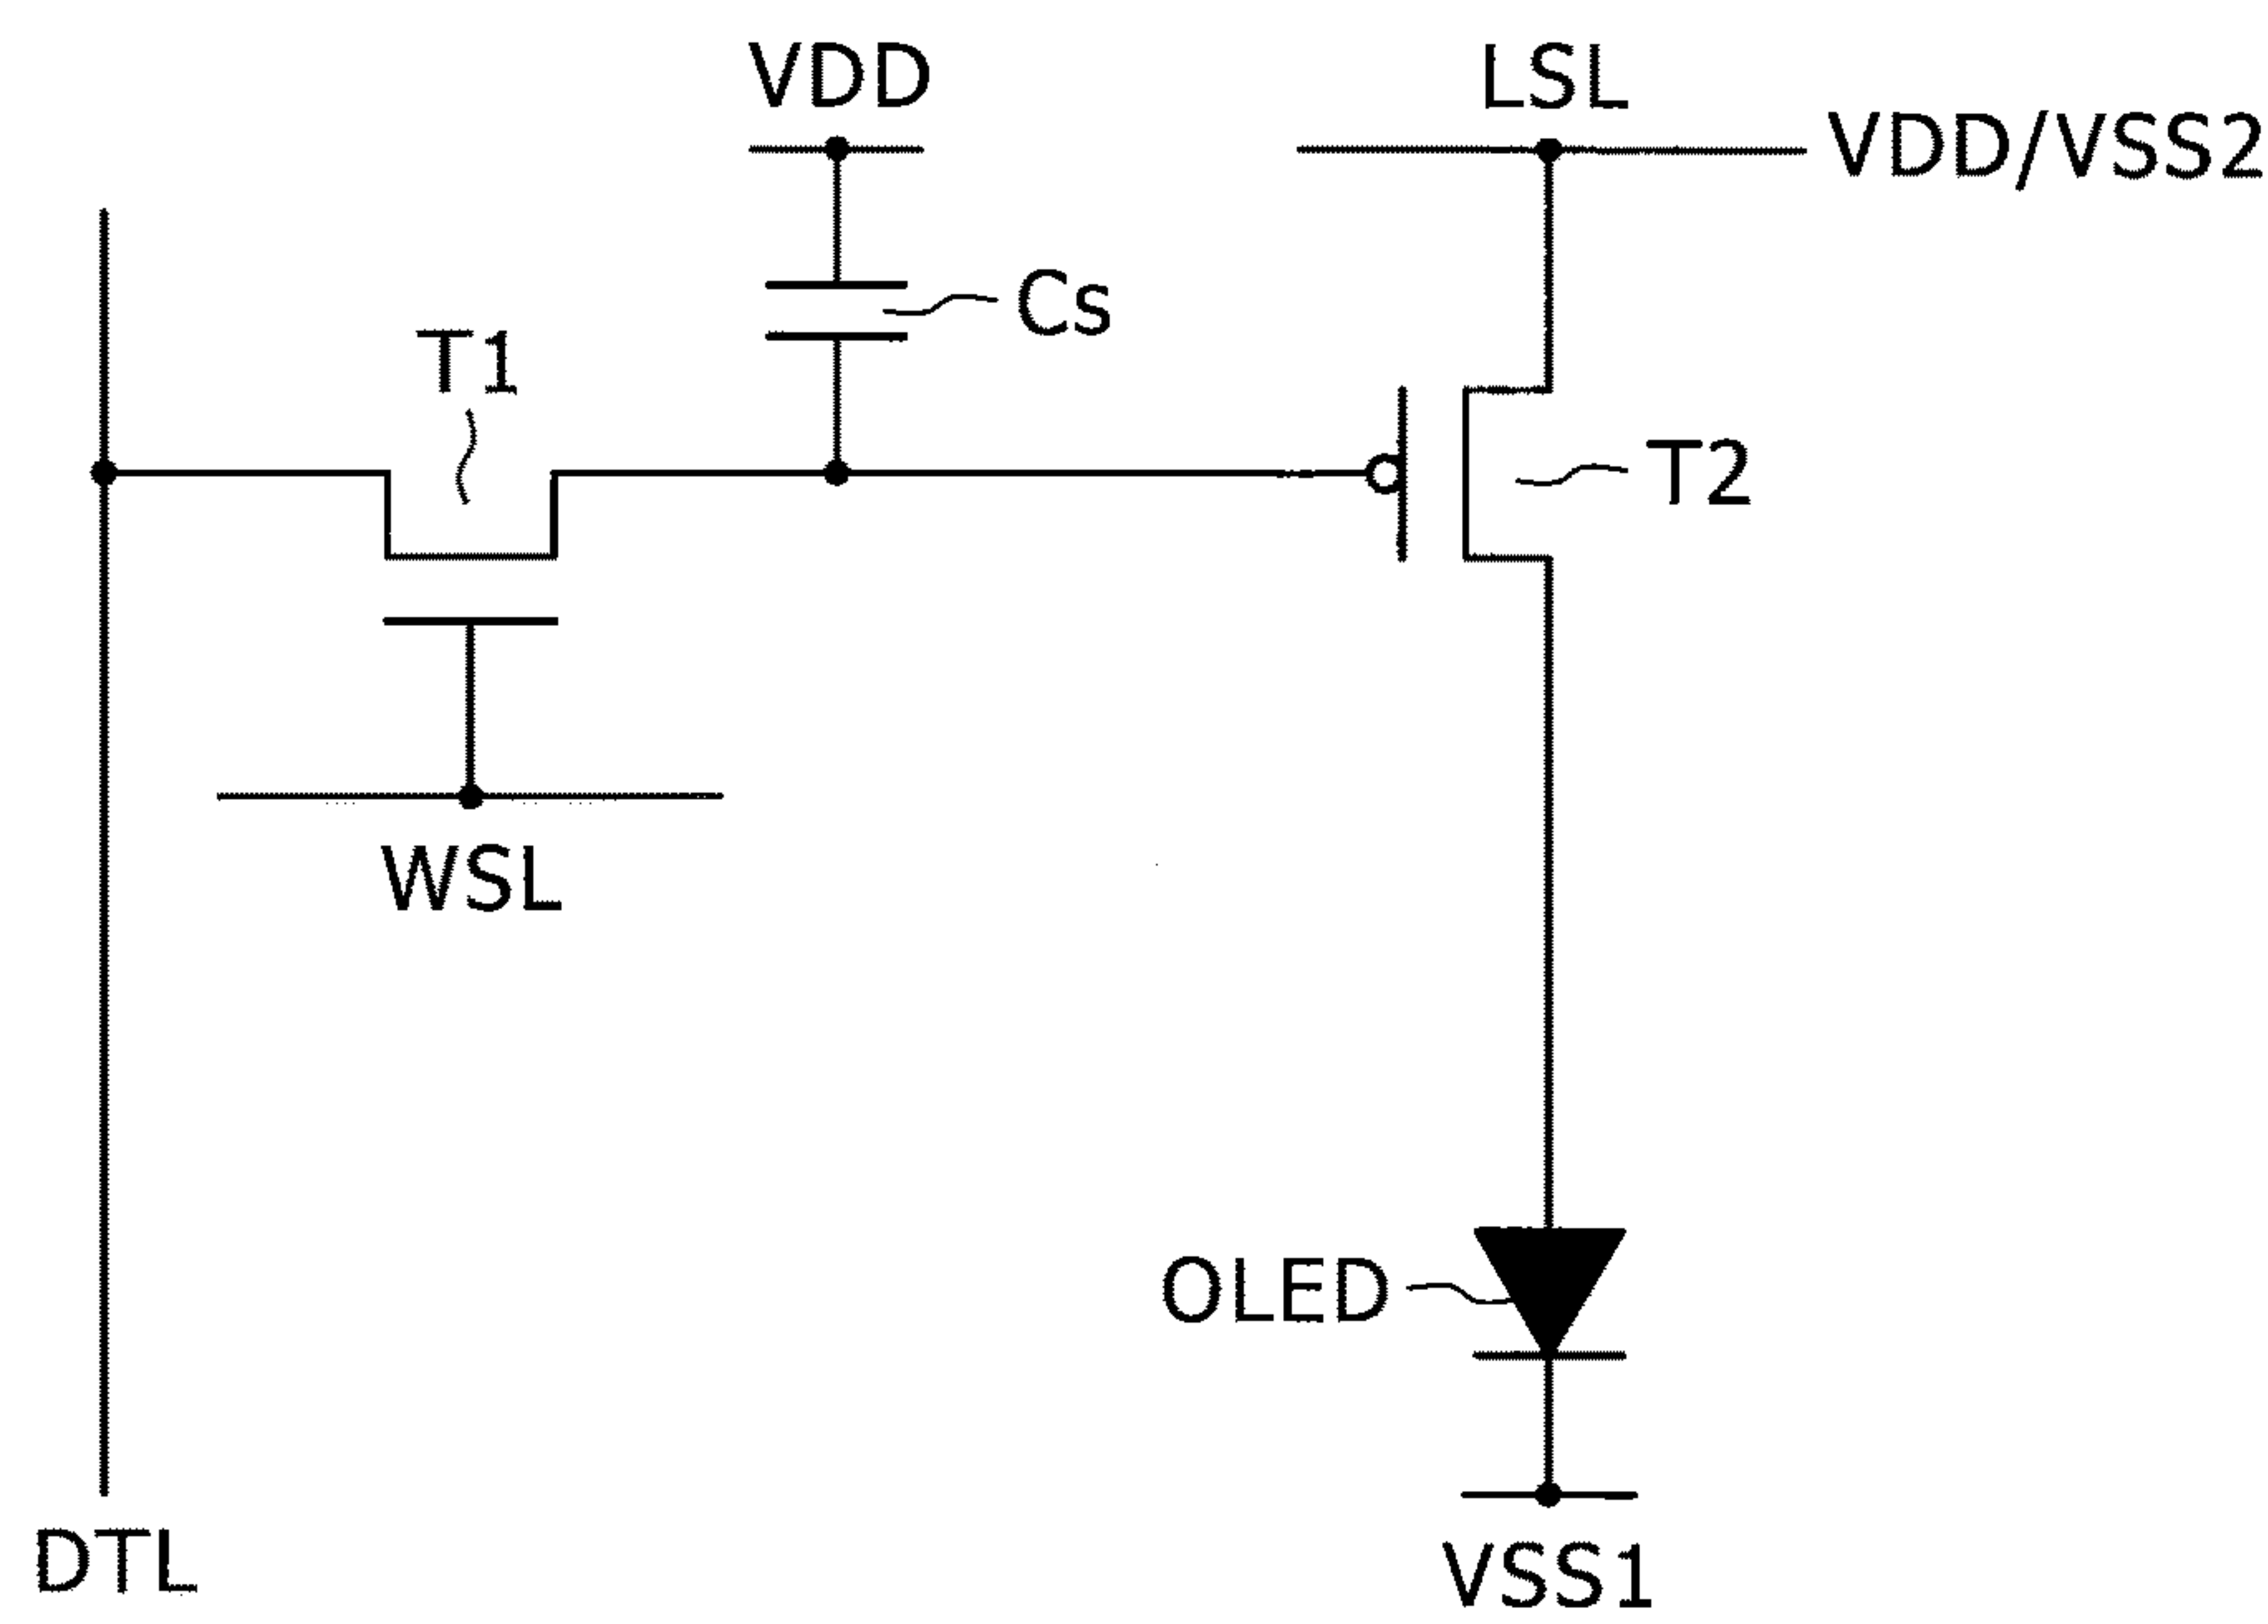 VDD
LSL
VDD/VSS2
Cs
T1
T2
WSL
OLED
DTL
VSS1